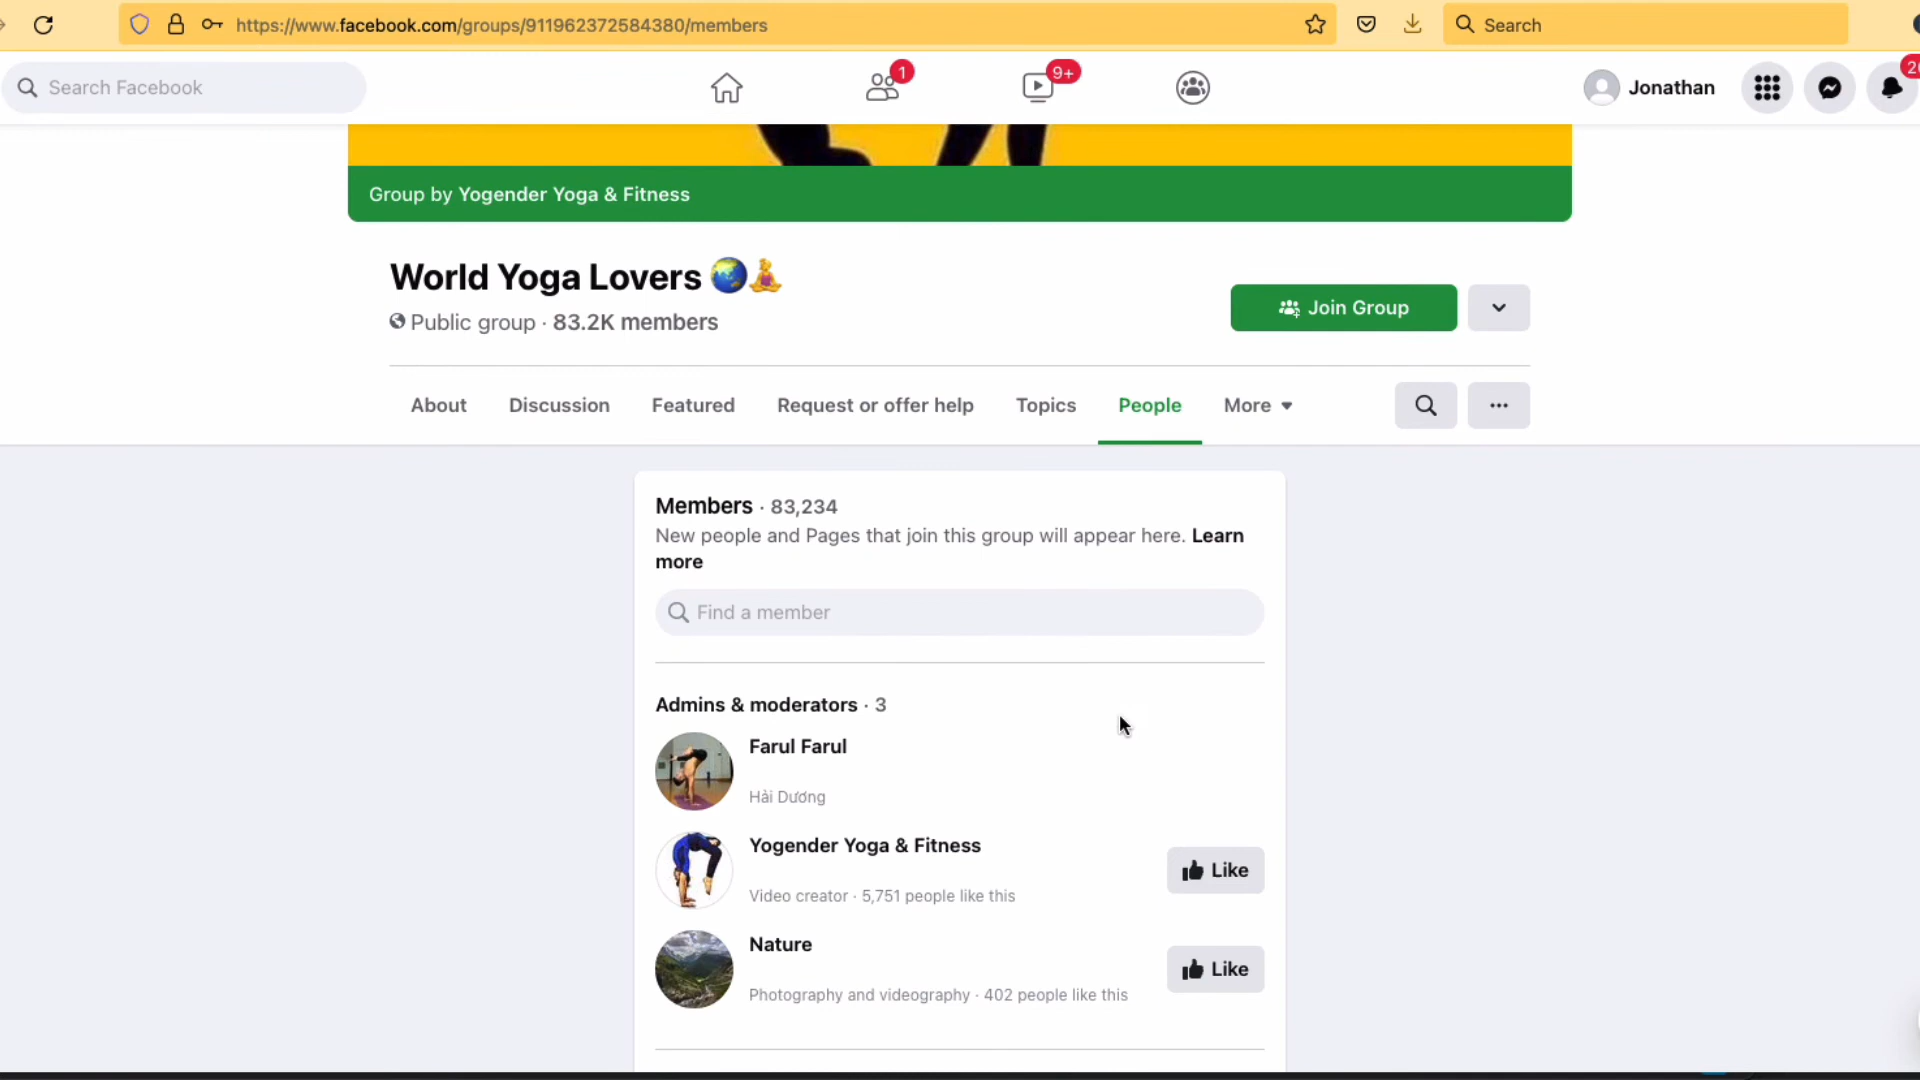 https://www.facebook.com/groups/911962372584380/members
Search
Search Facebook
1
9+
Jonathan
Group by Yogender Yoga & Fitness
World Yoga Lovers 🌏🧘
Public group · 83.2K members
Join Group
About Discussion Featured Request or offer help Topics People More
Members · 83,234
New people and Pages that join this group will appear here. Learn
more
Find a member
Admins & moderators · 3
Farul Farul
Hải Dương
Yogender Yoga & Fitness
Video creator · 5,751 people like this
Like
Nature
Photography and videography · 402 people like this
Like